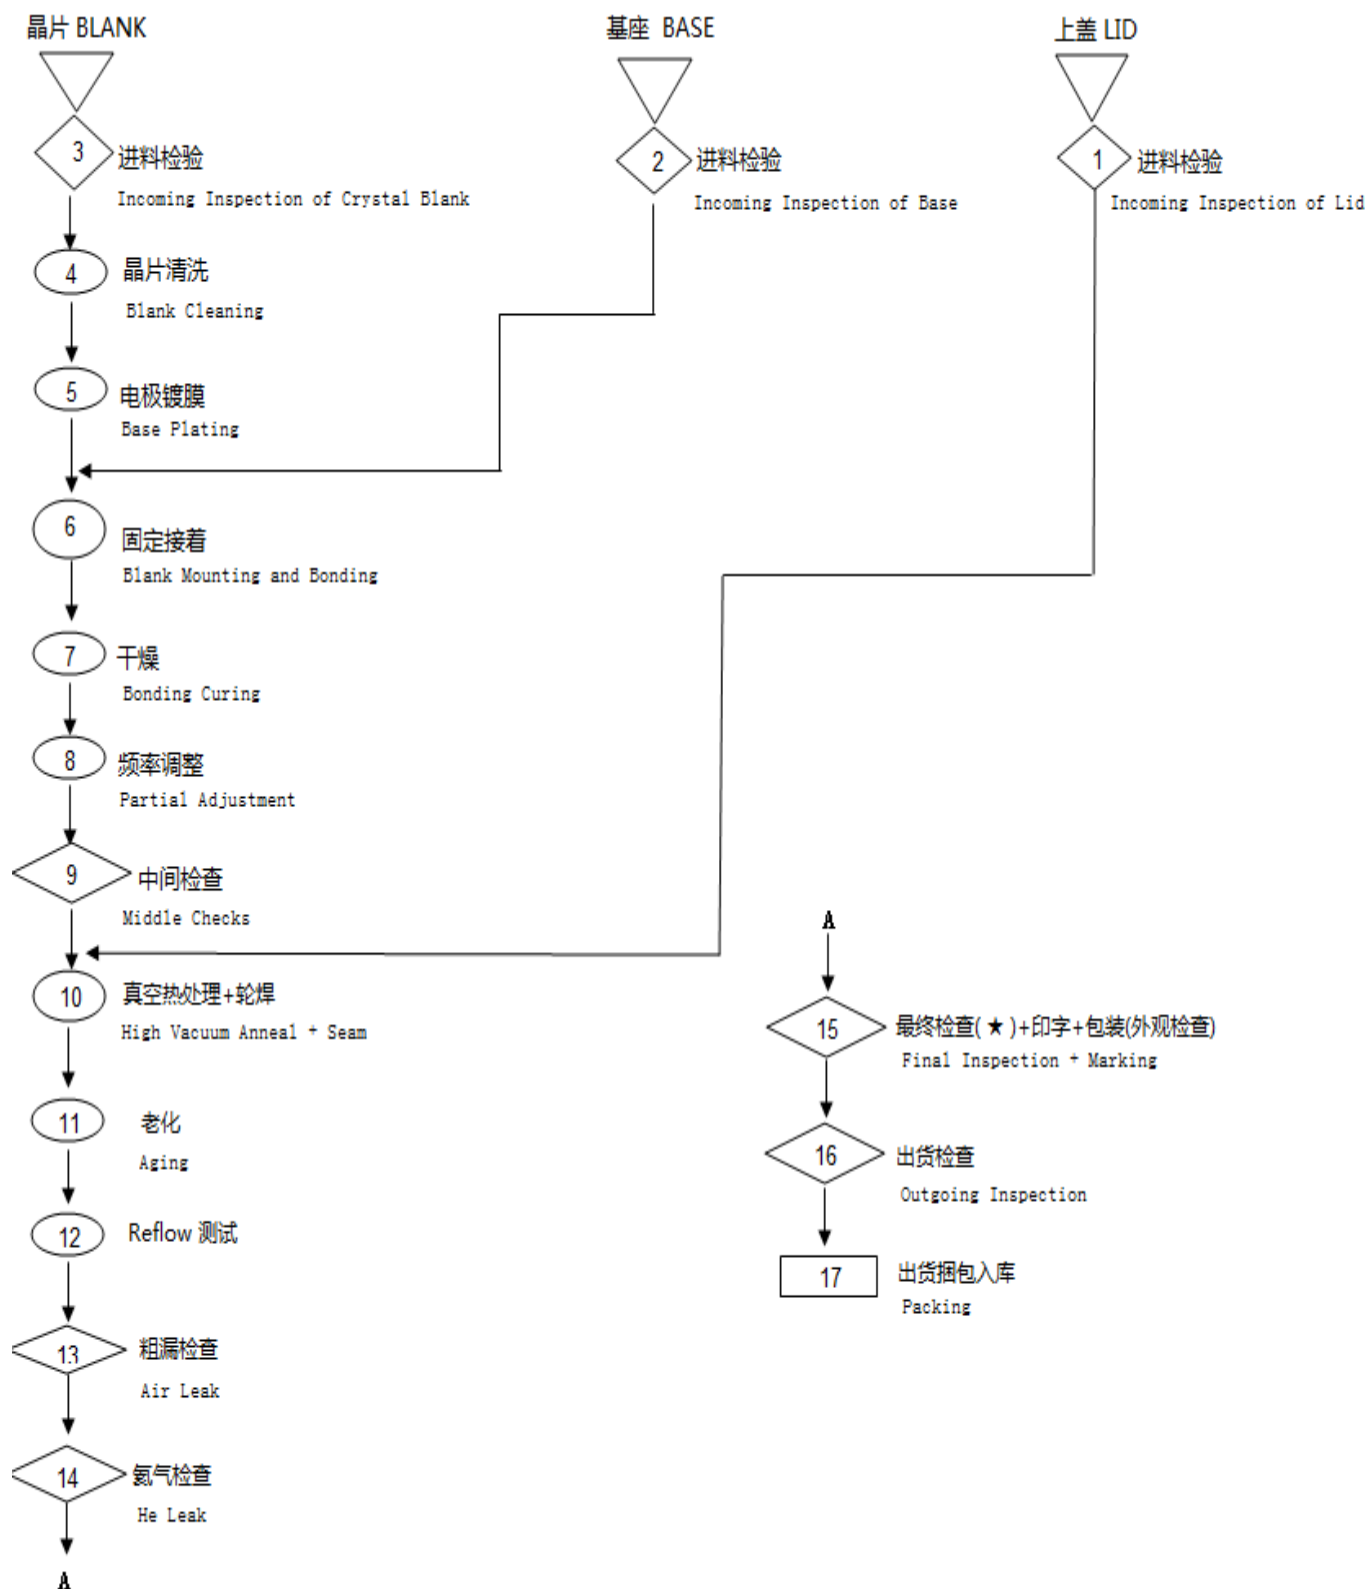 晶片 BLANK
基座 BASE
上盖 LID
3
进料检验
Incoming Inspection of Crystal Blank
2
进料检验
Incoming Inspection of Base
1
进料检验
Incoming Inspection of Lid
4
晶片清洗
Blank Cleaning
5
电极镀膜
Base Plating
6
固定接着
Blank Mounting and Bonding
7
干燥
Bonding Curing
8
频率调整
Partial Adjustment
9
中间检查
Middle Checks
10
真空热处理+轮焊
High Vacuum Anneal + Seam
11
老化
Aging
12
Reflow 测试
13
粗漏检查
Air Leak
14
氦气检查
He Leak
A
A
15
最终检查(★)+印字+包装(外观检查)
Final Inspection + Marking
16
出货检查
Outgoing Inspection
17
出货捆包入库
Packing